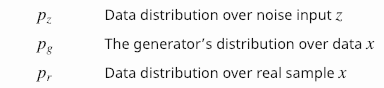 p_z Data distribution over noise input z
p_g The generator's distribution over data x
p_r Data distribution over real sample x